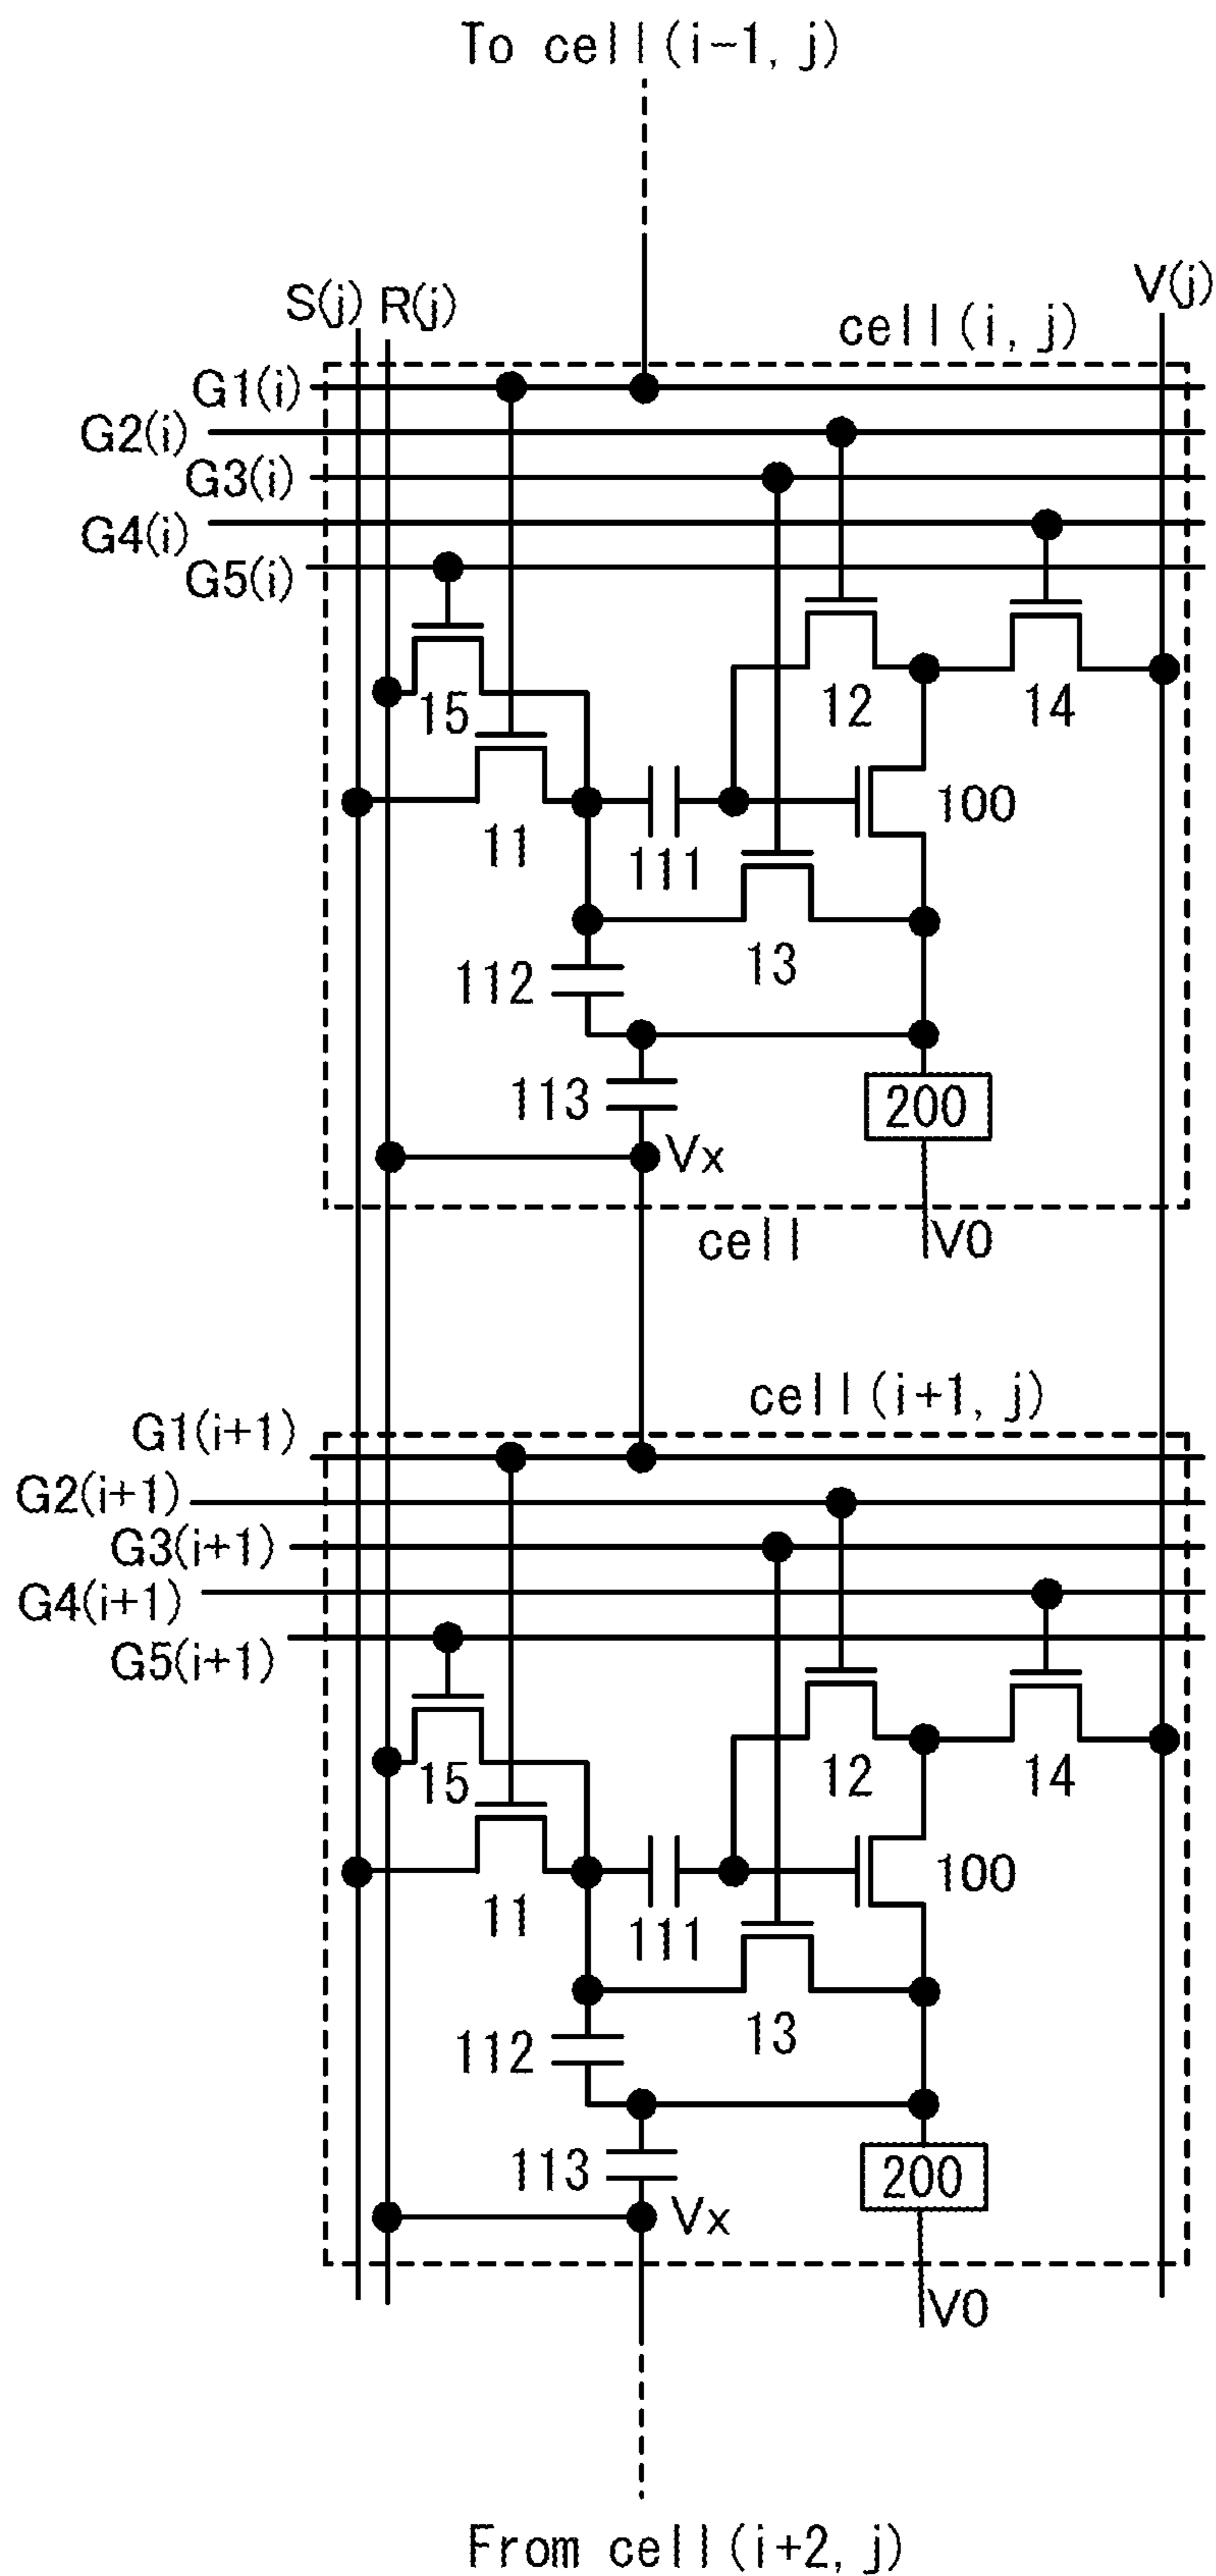 To cell(i-1, j)
S(j) R(j) V(j)
cell(i, j)
G1(i)
G2(i)
G3(i)
G4(i)
G5(i)
15 12 14
11 111 100
112 13
113 200
Vx
cell V0
cell(i+1, j)
G1(i+1)
G2(i+1)
G3(i+1)
G4(i+1)
G5(i+1)
15 12 14
11 111 100
112 13
113 200
Vx
V0
From cell(i+2, j)